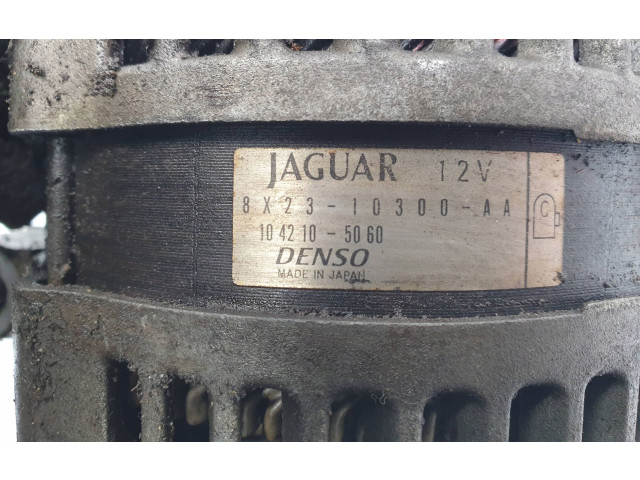 JAGUAR 12V
8X23-10300-AA
104210-5060
DENSO
MADE IN JAPAN
C